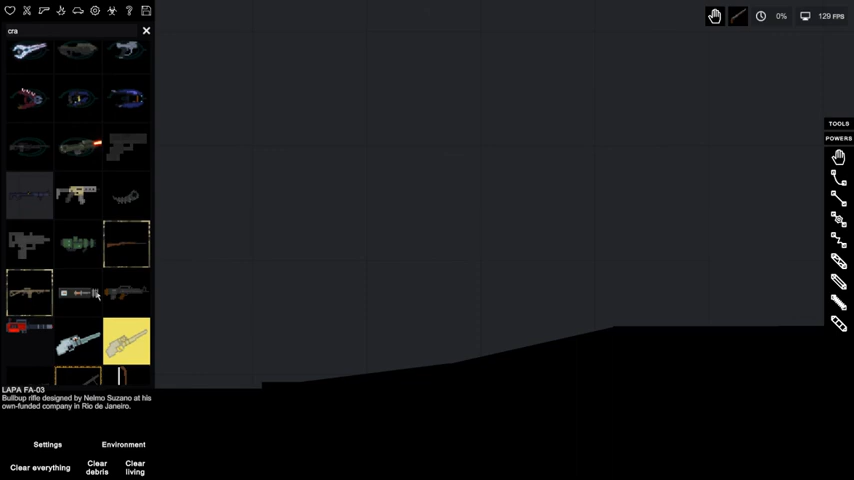 cra
0%
129 FPS
TOOLS
POWERS
LAPA FA-03
Bullbup rifle designed by Nelmo Suzano at his
own-funded company in Rio de Janeiro.
Settings
Environment
Clear everything
Clear
debris
Clear
living